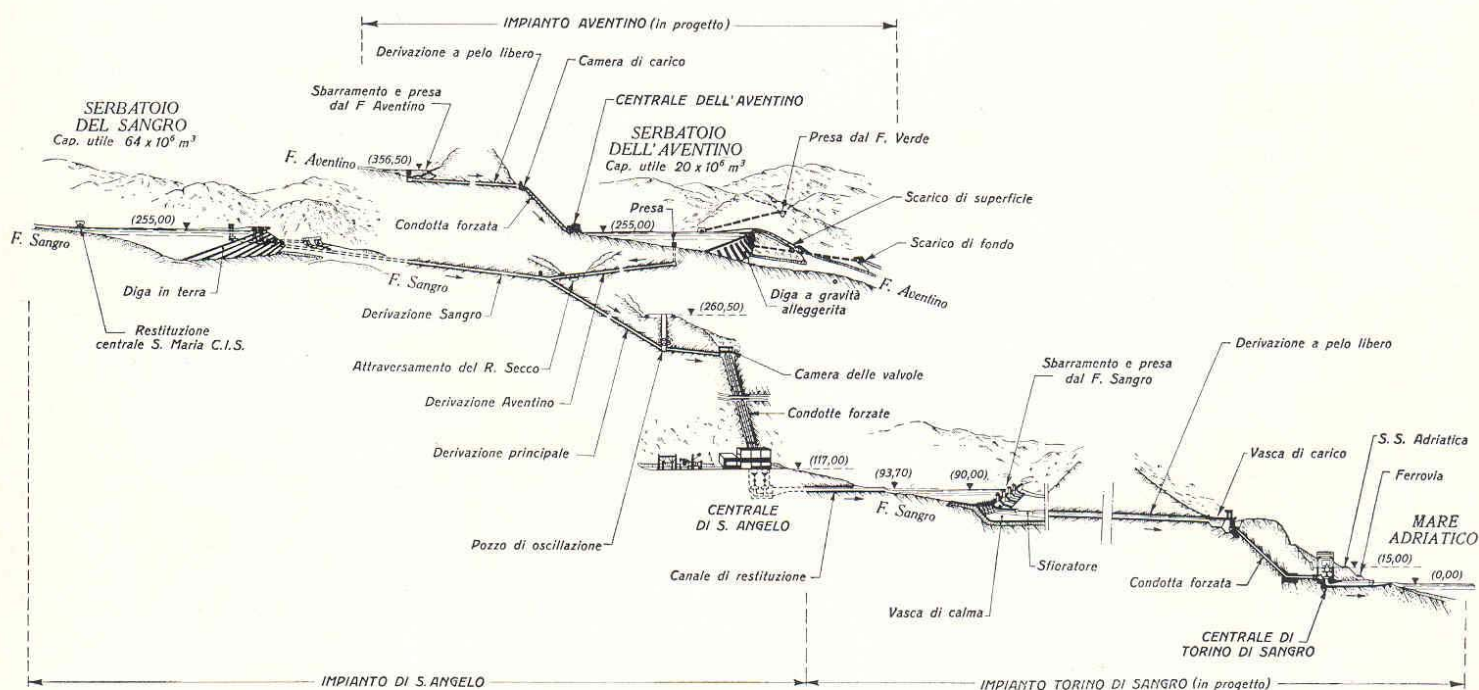 IMPIANTO AVENTINO (in progetto)
Derivazione a pelo libero
Camera di carico
Sbarramento e presa
dal F Aventino
CENTRALE DELL'AVENTINO
SERBATOIO
DEL SANGRO
Cap. utile 64 x 10⁶ m³
SERBATOIO
DELL'AVENTINO
Cap. utile 20 x 10⁶ m³
Presa dal F. Verde
F. Aventino
(356,50)
Scarico di superficie
Condotta forzata
Presa
(255,00)
(255,00)
F. Sangro
Scarico di fondo
F. Sangro
F. Aventino
Diga in terra
Derivazione Sangro
Diga a gravità
alleggerita
(260,50)
Restituzione
centrale S. Maria C.I.S.
Attraversamento del R. Secco
Camera delle valvole
Sbarramento e presa
dal F. Sangro
Derivazione a pelo libero
Derivazione Aventino
Condotte forzate
Derivazione principale
S.S. Adriatica
Vasca di carico
Ferrovia
(117,00)
(93,70)
(90,00)
CENTRALE
DI S. ANGELO
F. Sangro
MARE
ADRIATICO
Pozzo di oscillazione
Canale di restituzione
Sfioratore
(15,00)
(0,00)
Condotta forzata
Vasca di calma
CENTRALE DI
TORINO DI SANGRO
IMPIANTO DI S. ANGELO
IMPIANTO TORINO DI SANGRO (in progetto)